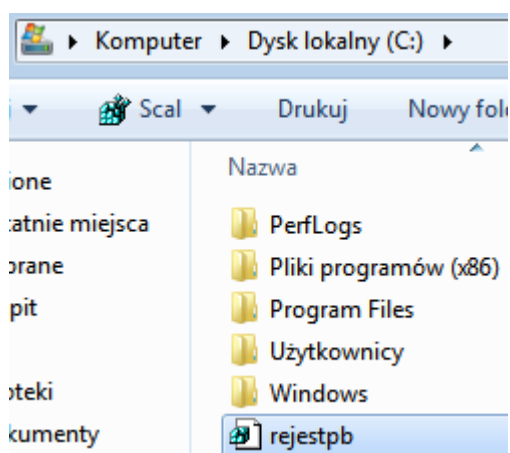 Komputer ▸ Dysk lokalny (C:) ▸
Scal Drukuj Nowy fol
Nazwa
ione
atnie miejsca
brane
pit
oteki
kumenty
PerfLogs
Pliki programów (x86)
Program Files
Użytkownicy
Windows
rejestpb